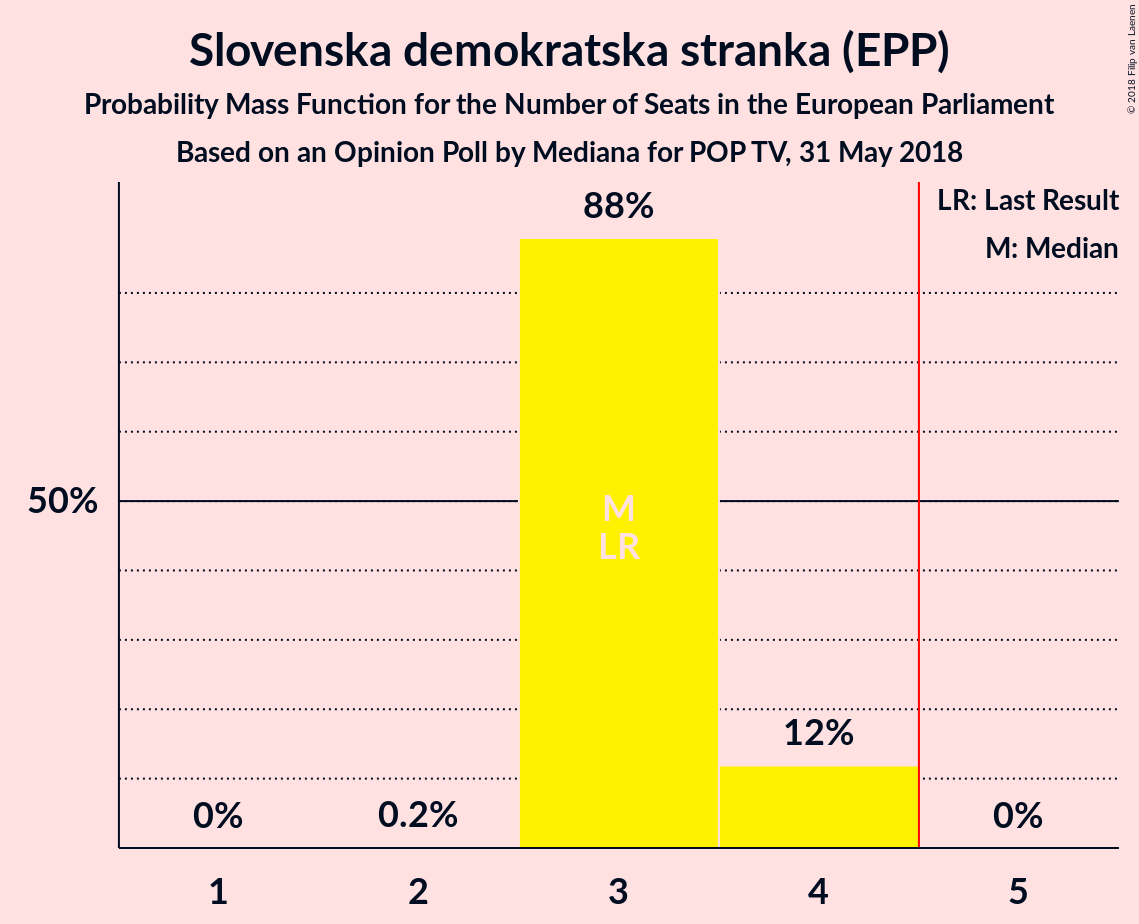 Slovenska demokratska stranka (EPP)
Probability Mass Function for the Number of Seats in the European Parliament
Based on an Opinion Poll by Mediana for POP TV, 31 May 2018
© 2018 Filip van Laenen
LR: Last Result
M: Median
88%
50%
M
LR
12%
0%
0.2%
0%
1
2
3
4
5